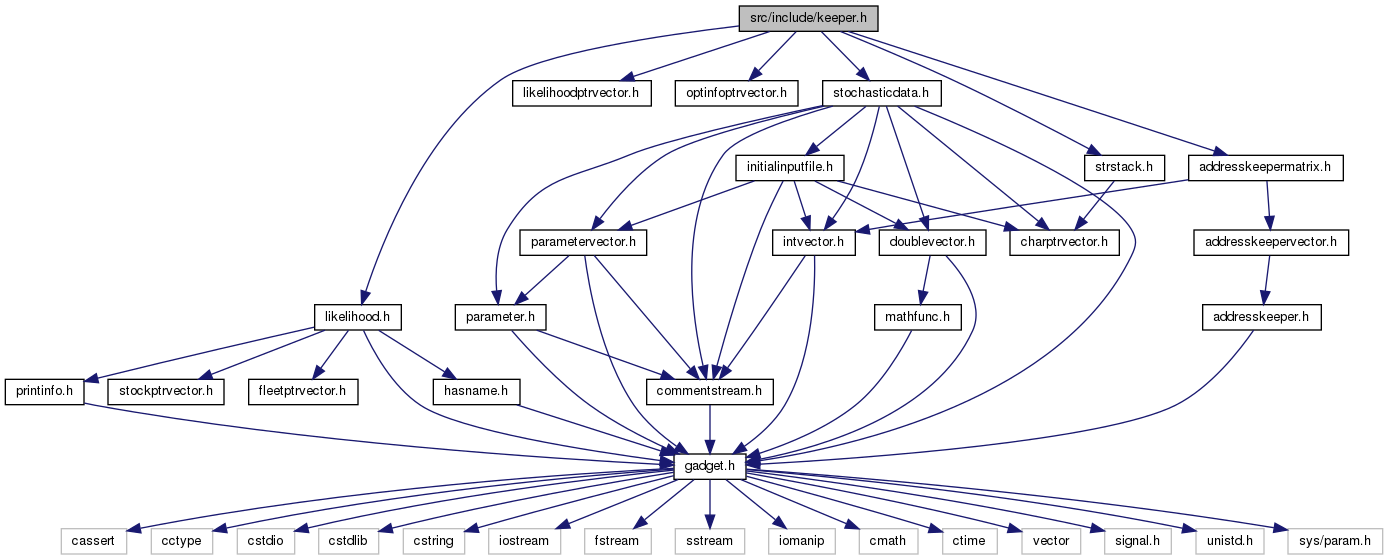 src/include/keeper.h
likelihoodptrvector.h
optinfoptrvector.h
stochasticdata.h
initialinputfile.h
strstack.h
addresskeepermatrix.h
parametervector.h
intvector.h
doublevector.h
charptrvector.h
addresskeepervector.h
likelihood.h
parameter.h
mathfunc.h
addresskeeper.h
printinfo.h
stockptrvector.h
fleetptrvector.h
hasname.h
commentstream.h
gadget.h
cassert
cctype
cstdio
cstdlib
cstring
iostream
fstream
sstream
iomanip
cmath
ctime
vector
signal.h
unistd.h
sys/param.h